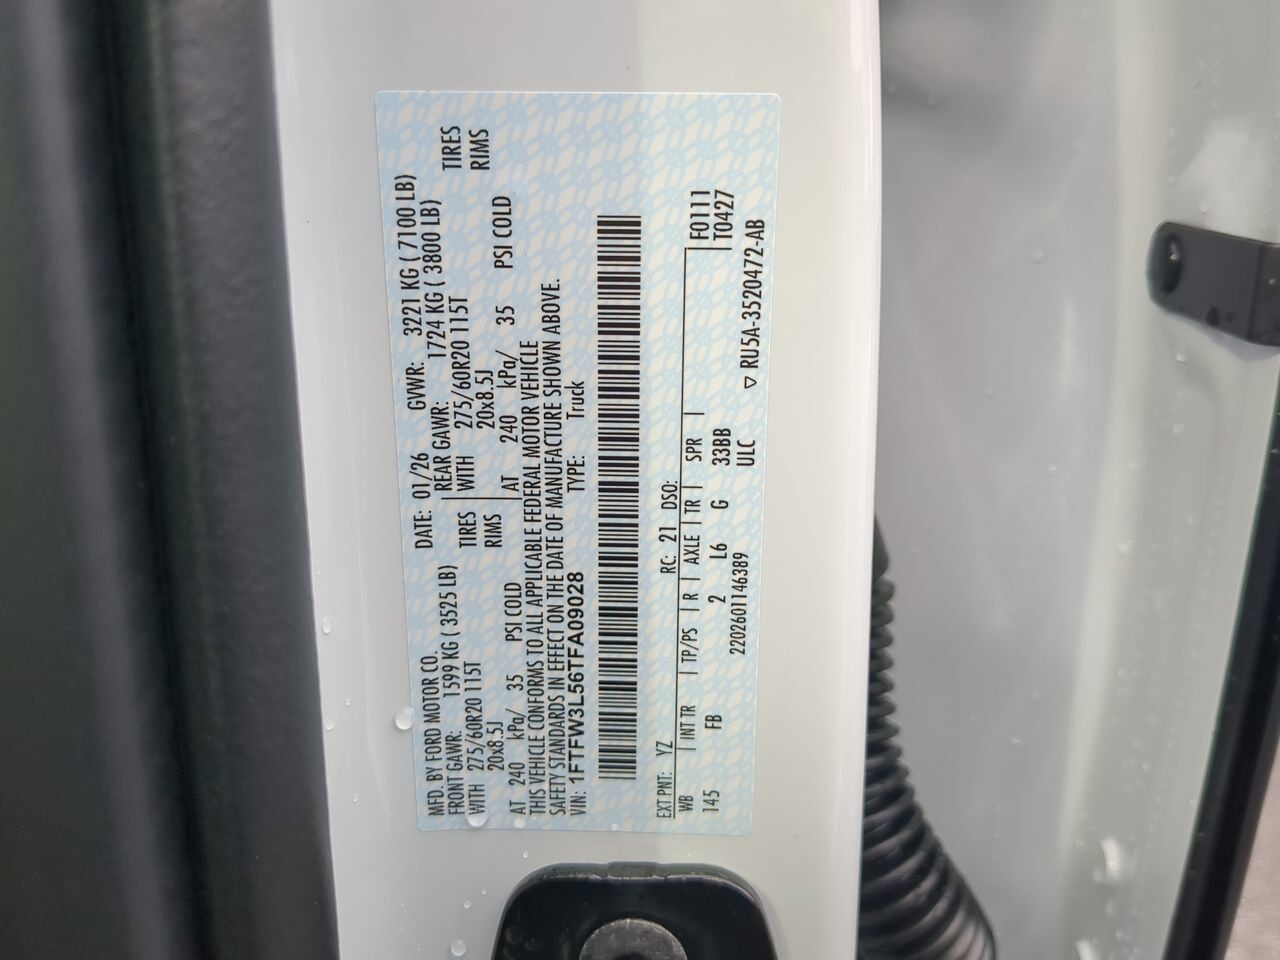 MFD. BY FORD MOTOR CO. DATE: 01/26 GVWR: 3221 KG ( 7100 LB)
FRONT GAWR: 1599 KG ( 3525 LB) REAR GAWR: 1724 KG ( 3800 LB)
WITH 275/60R20 115T TIRES WITH 275/60R20 115T TIRES
20x8.5J RIMS 20x8.5J RIMS
AT 240 kPa/ 35 PSI COLD AT 240 kPa/ 35 PSI COLD
THIS VEHICLE CONFORMS TO ALL APPLICABLE FEDERAL MOTOR VEHICLE
SAFETY STANDARDS IN EFFECT ON THE DATE OF MANUFACTURE SHOWN ABOVE.
VIN: 1FTFW3L56TFA09028 TYPE: Truck
EXT PNT: YZ RC: 21 DSO:
WB INT TR TP/PS R AXLE TR SPR F0111
145 FB 2 L6 G 33BB T0427
2202601146389 ULC ▽ RU5A-3520472-AB